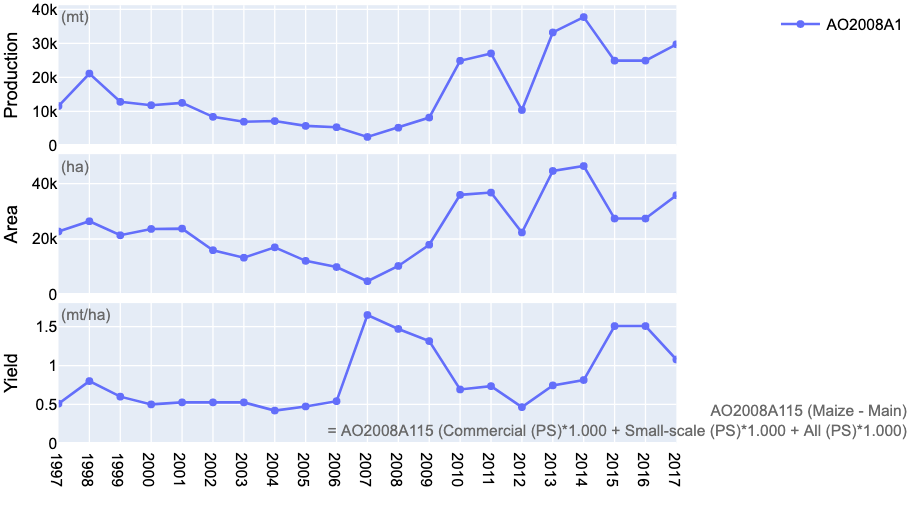 40k
(mt)
AO2008A1
30k
20k
10k
0
Production
(ha)
40k
20k
0
Area
(mt/ha)
1.5
1
0.5
0
Yield
AO2008A115 (Maize - Main)
= AO2008A115 (Commercial (PS)*1.000 + Small-scale (PS)*1.000 + All (PS)*1.000)
1997
1998
1999
2000
2001
2002
2003
2004
2005
2006
2007
2008
2009
2010
2011
2012
2013
2014
2015
2016
2017